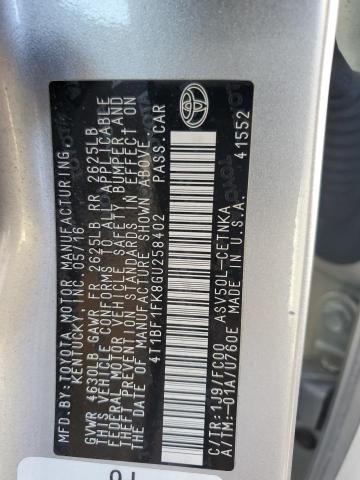 MFD.BY:TOYOTA MOTOR MANUFACTURING
KENTUCKY, INC. 05/16
GVWR 4630LB GAWR FR 2625LB RR 2625LB
THIS VEHICLE CONFORMS TO ALL APPLICABLE
FEDERAL MOTOR VEHICLE SAFETY, BUMPER, AND
THEFT PREVENTION STANDARDS IN EFFECT ON
THE DATE OF MANUFACTURE SHOWN ABOVE.
4T1BF1FK8GU258402 PASS.CAR
C/TR:1J9/FC00 ASV50L-CETNKA
A/TM:-01A/U760E MADE IN U.S.A. 41552